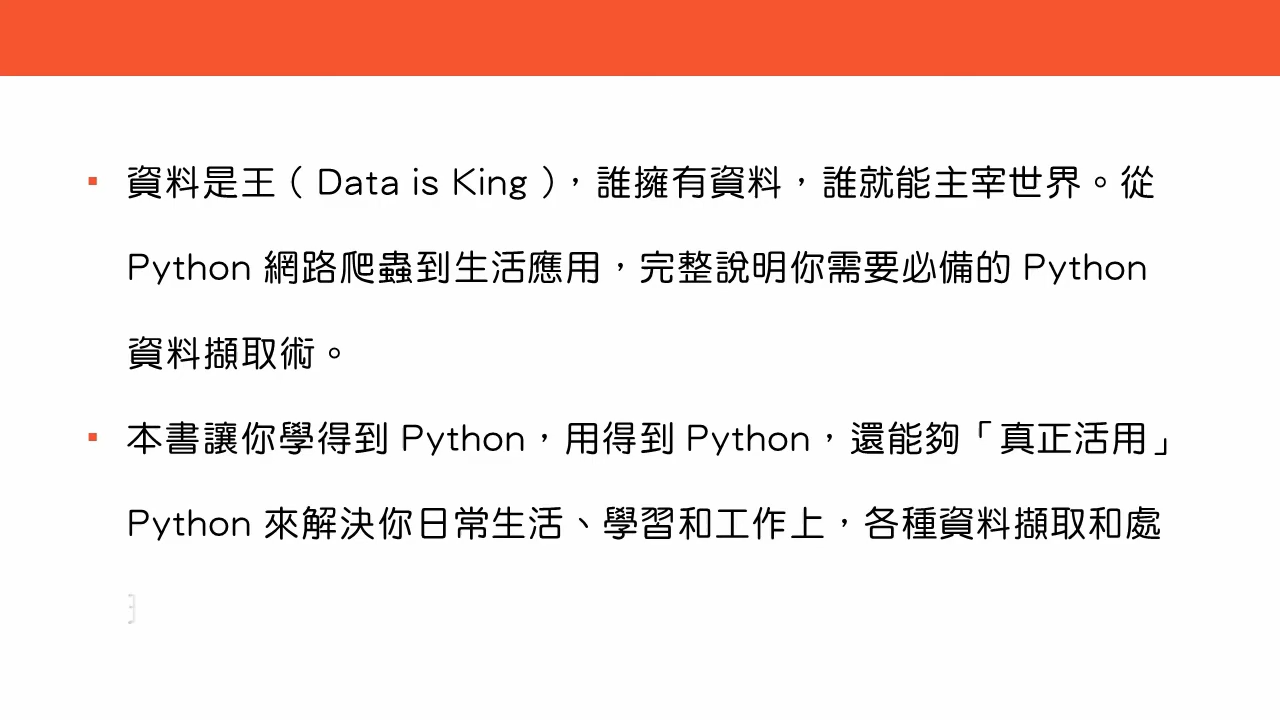 ▪ 資料是王（Data is King），誰擁有資料，誰就能主宰世界。從
Python 網路爬蟲到生活應用，完整說明你需要必備的 Python
資料擷取術。
▪ 本書讓你學得到 Python，用得到 Python，還能夠「真正活用」
Python 來解決你日常生活、學習和工作上，各種資料擷取和處